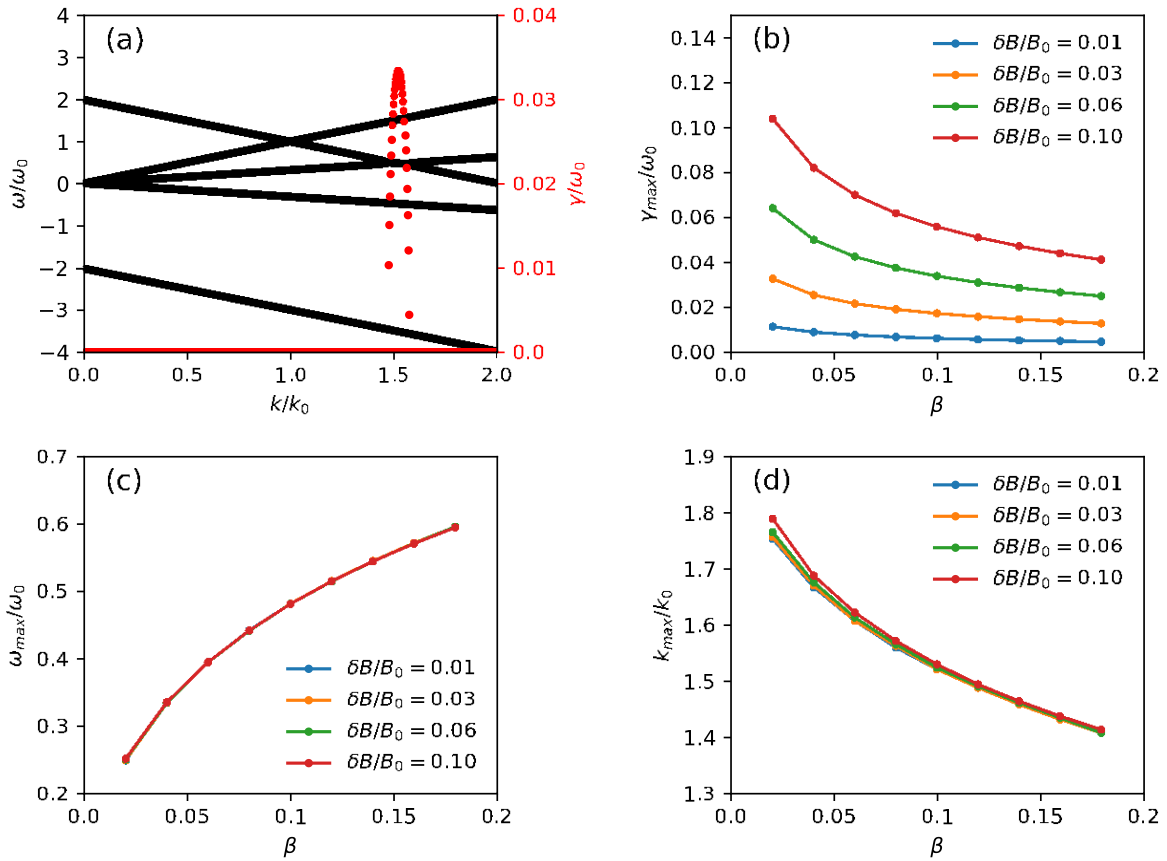 (a)
4
3
2
1
0
−1
−2
−3
−4
ω/ω₀
0.0
0.5
1.0
1.5
2.0
k/k₀
0.04
0.03
0.02
0.01
0.0
γ/ω₀
(b)
δB/B₀ = 0.01
δB/B₀ = 0.03
δB/B₀ = 0.06
δB/B₀ = 0.10
0.14
0.12
0.10
0.08
0.06
0.04
0.02
0.00
γₘₐₓ/ω₀
0.0
0.05
0.1
0.15
0.2
β
(c)
0.7
0.6
0.5
0.4
0.3
0.2
ωₘₐₓ/ω₀
δB/B₀ = 0.01
δB/B₀ = 0.03
δB/B₀ = 0.06
δB/B₀ = 0.10
0.0
0.05
0.1
0.15
0.2
β
(d)
δB/B₀ = 0.01
δB/B₀ = 0.03
δB/B₀ = 0.06
δB/B₀ = 0.10
1.9
1.8
1.7
1.6
1.5
1.4
1.3
kₘₐₓ/k₀
0.0
0.05
0.1
0.15
0.2
β